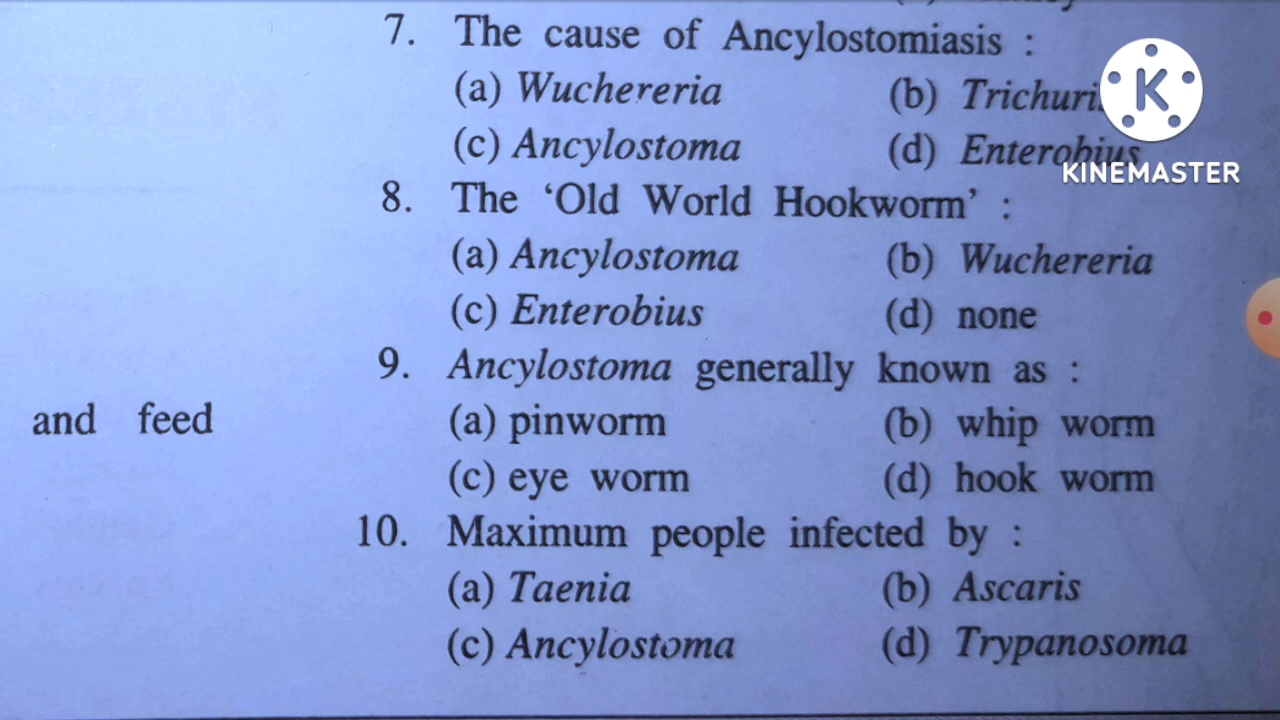 7. The cause of Ancylostomiasis :
(a) Wuchereria (b)
(c) Ancylostoma (d) Enterobius
K
KINEMASTER
8. The ‘Old World Hookworm’ :
(a) Ancylostoma (b) Wuchereria
(c) Enterobius (d) none
9. Ancylostoma generally known as :
and feed (a) pinworm (b) whip worm
(c) eye worm (d) hook worm
10. Maximum people infected by :
(a) Taenia (b) Ascaris
(c) Ancylostoma (d) Trypanosoma